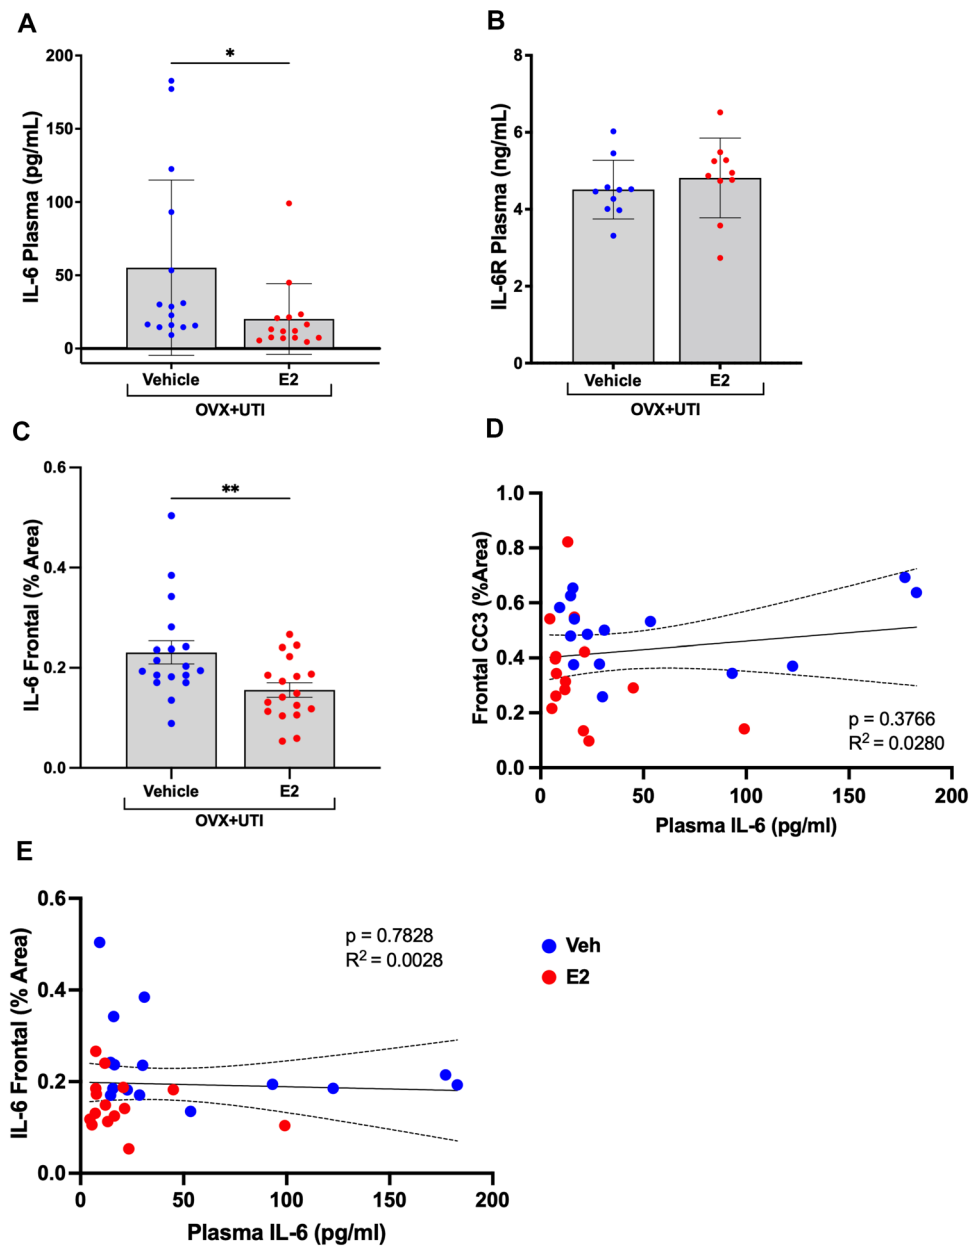 A
IL-6 Plasma (pg/mL)
200
150
100
50
0
*
Vehicle
E2
OVX+UTI
B
IL-6R Plasma (ng/mL)
8
6
4
2
0
Vehicle
E2
OVX+UTI
C
IL-6 Frontal (% Area)
0.6
0.4
0.2
0.0
**
Vehicle
E2
OVX+UTI
D
Frontal CC3 (%Area)
1.0
0.8
0.6
0.4
0.2
0.0
p = 0.3766
R2 = 0.0280
0 50 100 150 200
Plasma IL-6 (pg/ml)
E
IL-6 Frontal (% Area)
0.6
0.4
0.2
0.0
p = 0.7828
R2 = 0.0028
0 50 100 150 200
Plasma IL-6 (pg/ml)
Veh
E2